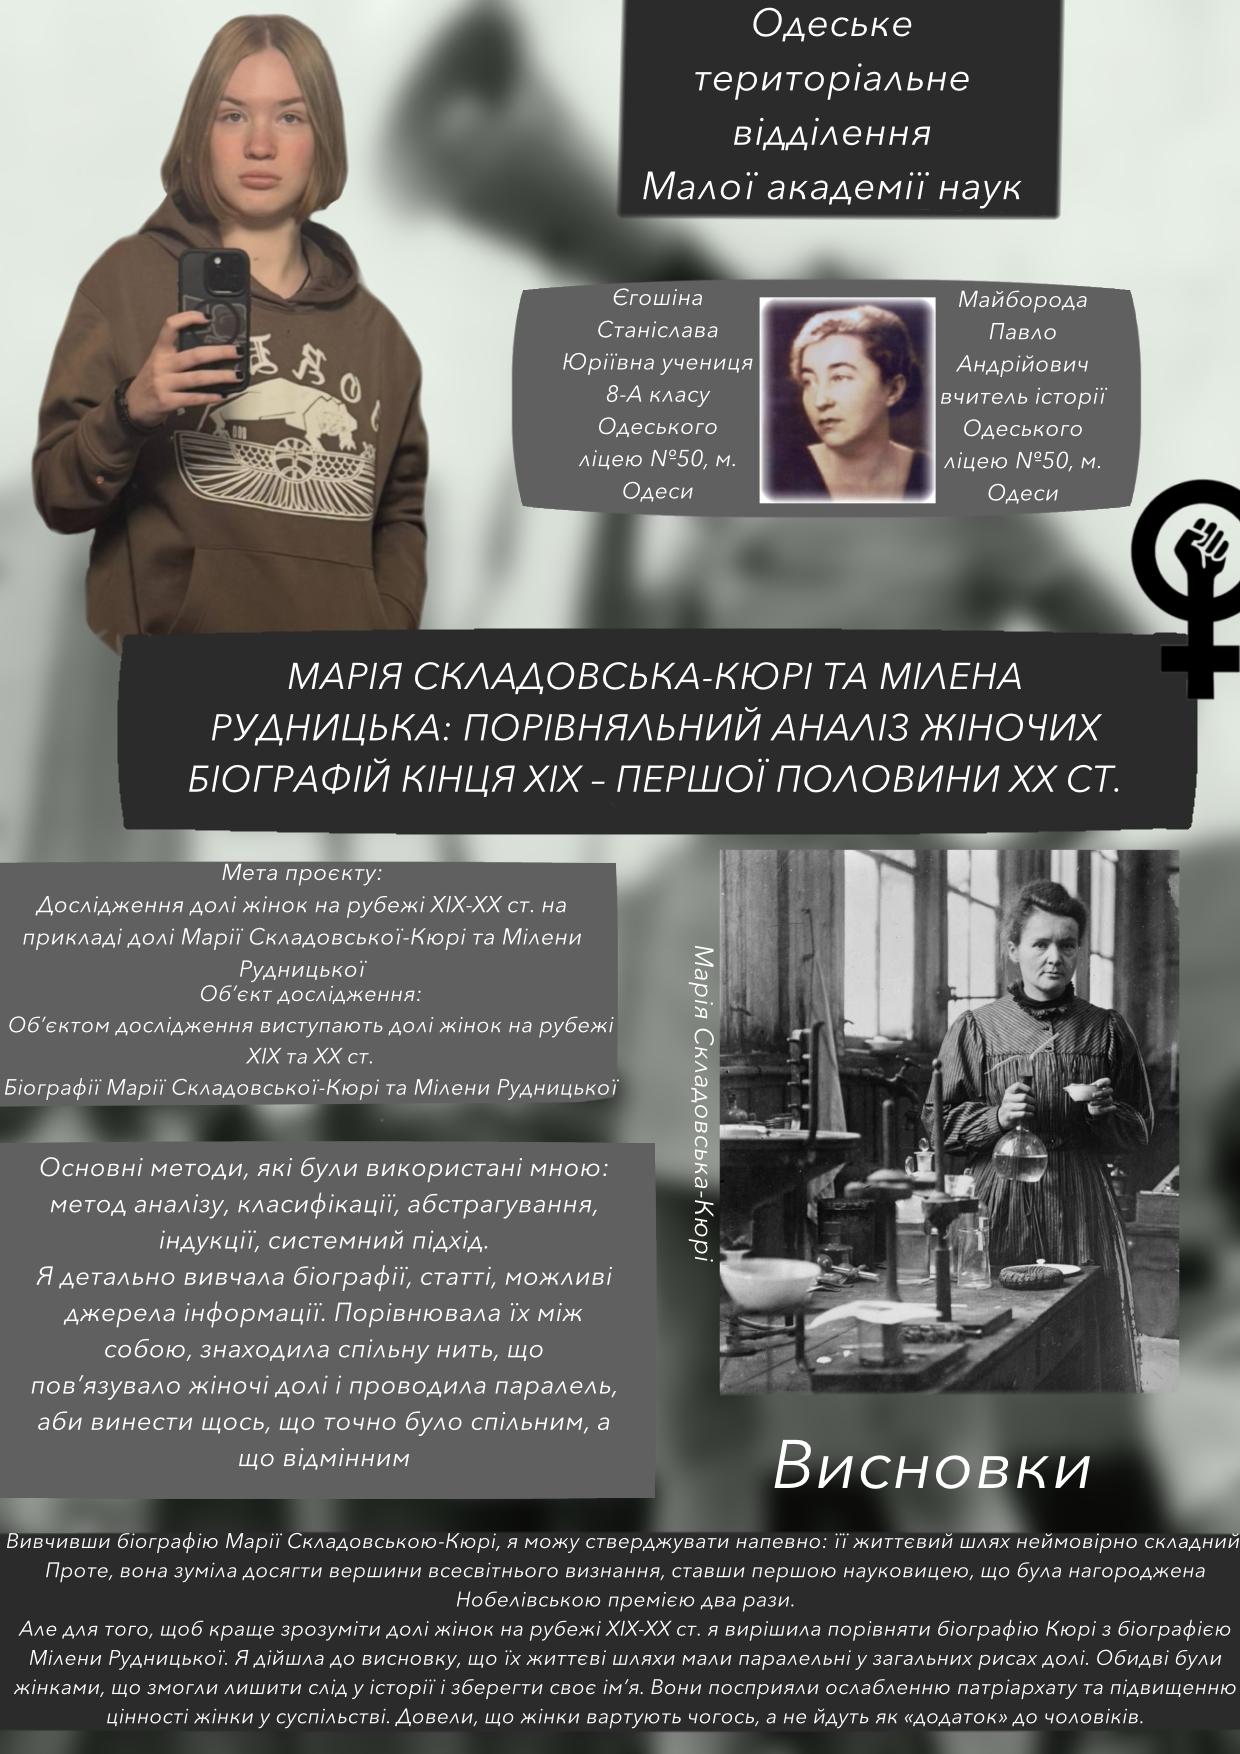 Одеське
територіальне
відділення
Малої академії наук
Єгошіна
Станіслава
Юріївна учениця
8-А класу
Одеського
ліцею №50, м.
Одеси
Майборода
Павло
Андрійович
вчитель історії
Одеського
ліцею №50, м.
Одеси
МАРІЯ СКЛАДОВСЬКА-КЮРІ ТА МІЛЕНА
РУДНИЦЬКА: ПОРІВНЯЛЬНИЙ АНАЛІЗ ЖІНОЧИХ
БІОГРАФІЙ КІНЦЯ ХІХ – ПЕРШОЇ ПОЛОВИНИ ХХ СТ.
Мета проєкту:
Дослідження долі жінок на рубежі ХІХ-ХХ ст. на
прикладі долі Марії Складовської-Кюрі та Мілени
Рудницької
Об’єкт дослідження:
Об’єктом дослідження виступають долі жінок на рубежі
ХІХ та ХХ ст.
Біографії Марії Складовської-Кюрі та Мілени Рудницької
Марія Складовська-Кюрі
Основні методи, які були використані мною:
метод аналізу, класифікації, абстрагування,
індукції, системний підхід.
Я детально вивчала біографії, статті, можливі
джерела інформації. Порівнювала їх між
собою, знаходила спільну нить, що
пов’язувало жіночі долі і проводила паралель,
аби винести щось, що точно було спільним, а
що відмінним
Висновки
Вивчивши біографію Марії Складовською-Кюрі, я можу стверджувати напевно: її життєвий шлях неймовірно складний
Проте, вона зуміла досягти вершини всесвітнього визнання, ставши першою науковицею, що була нагороджена
Нобелівською премією два рази.
Але для того, щоб краще зрозуміти долі жінок на рубежі ХІХ-ХХ ст. я вирішила порівняти біографію Кюрі з біографією
Мілени Рудницької. Я дійшла до висновку, що їх життєві шляхи мали паралельні у загальних рисах долі. Обидві були
жінками, що змогли лишити слід у історії і зберегти своє ім’я. Вони посприяли ослабленню патріархату та підвищенню
цінності жінки у суспільстві. Довели, що жінки вартують чогось, а не йдуть як «додаток» до чоловіків.